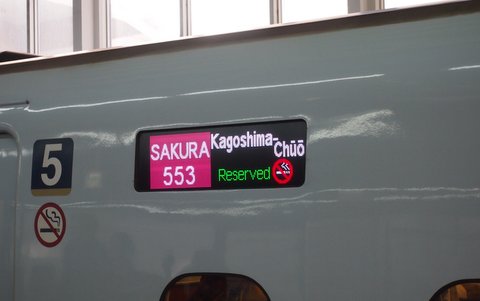 5
SAKURA
553
Kagoshima-
Chūō
Reserved